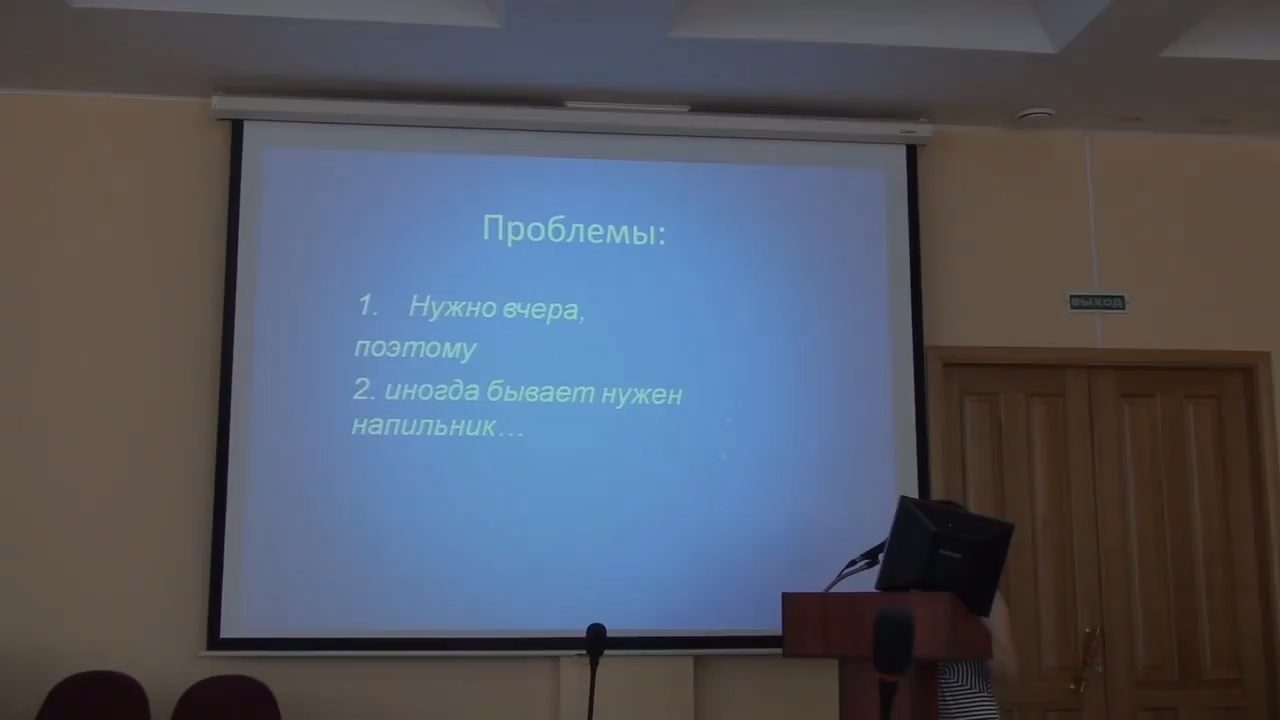 Проблемы:
1. Нужно вчера,
поэтому
2. иногда бывает нужен
напильник...
ВЫХОД